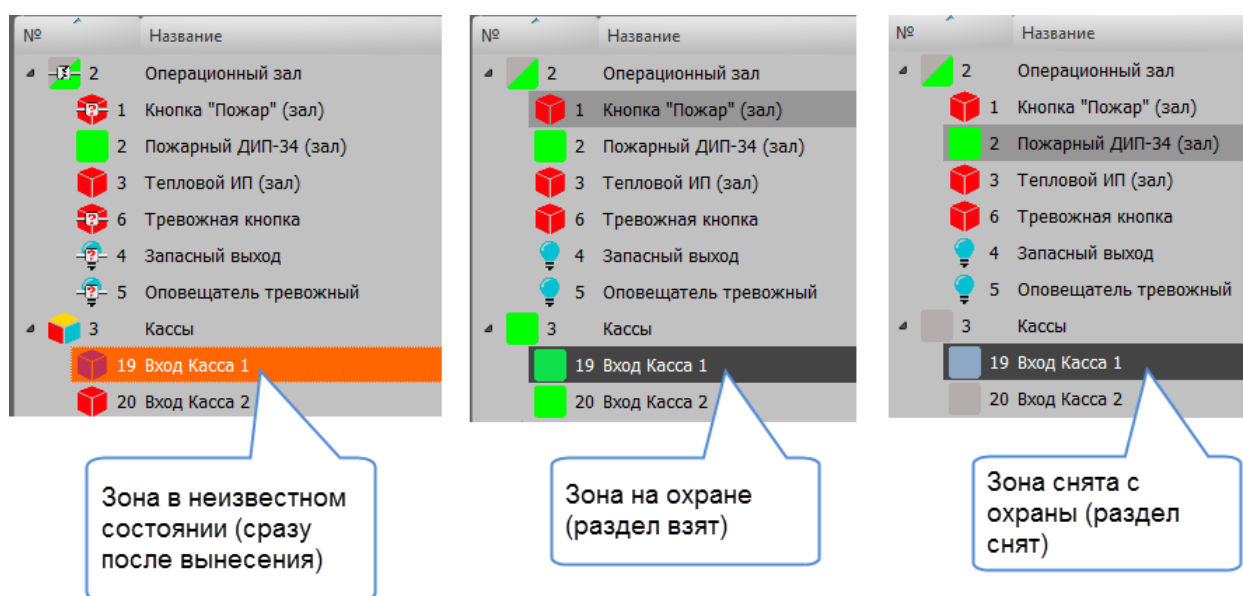 № Название
2 Операционный зал
1 Кнопка "Пожар" (зал)
2 Пожарный ДИП-34 (зал)
3 Тепловой ИП (зал)
6 Тревожная кнопка
4 Запасный выход
5 Оповещатель тревожный
3 Кассы
19 Вход Касса 1
20 Вход Касса 2
Зона в неизвестном
состоянии (сразу
после вынесения)
№ Название
2 Операционный зал
1 Кнопка "Пожар" (зал)
2 Пожарный ДИП-34 (зал)
3 Тепловой ИП (зал)
6 Тревожная кнопка
4 Запасный выход
5 Оповещатель тревожный
3 Кассы
19 Вход Касса 1
20 Вход Касса 2
Зона на охране
(раздел взят)
№ Название
2 Операционный зал
1 Кнопка "Пожар" (зал)
2 Пожарный ДИП-34 (зал)
3 Тепловой ИП (зал)
6 Тревожная кнопка
4 Запасный выход
5 Оповещатель тревожный
3 Кассы
19 Вход Касса 1
20 Вход Касса 2
Зона снята с
охраны (раздел
снят)